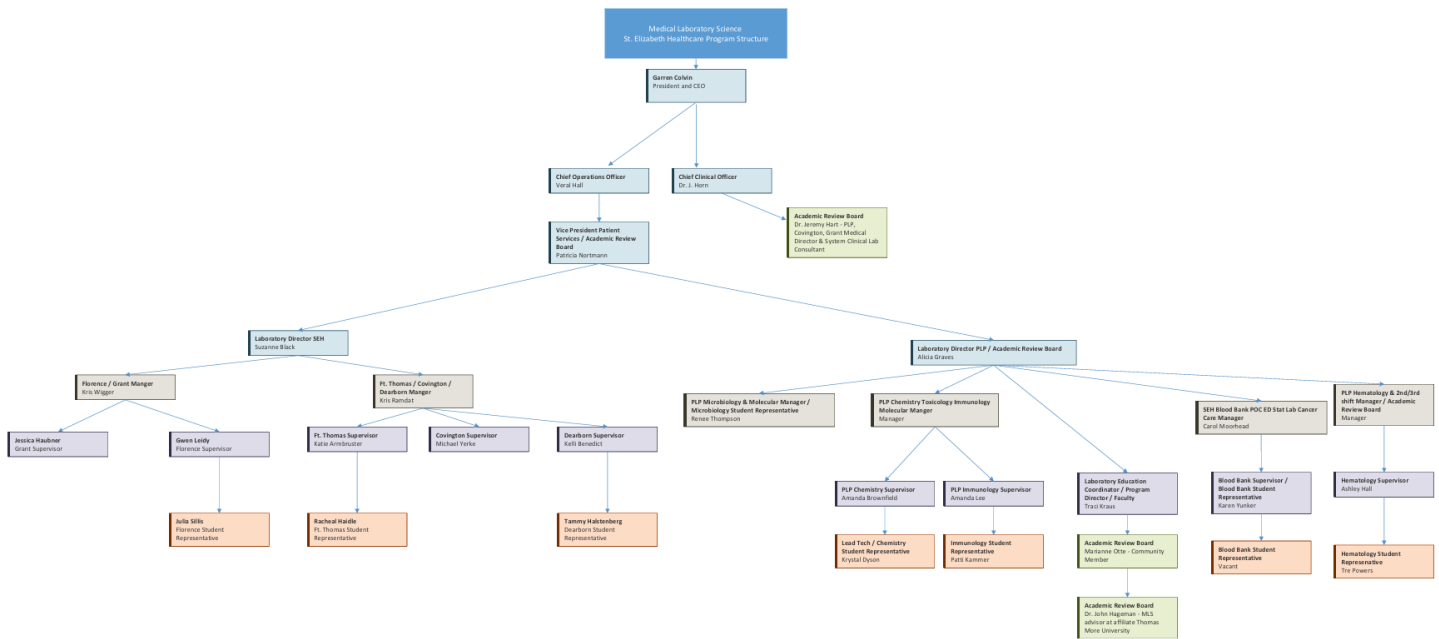 Medical Laboratory Science
St. Elizabeth Healthcare Program Structure
Garren Colvin
President and CEO
Chief Operations Officer
Veral Hall
Chief Clinical Officer
Dr. J. Horn
Academic Review Board
Dr. Jeremy Hart - PLP,
Covington, Grant Medical
Director & System Clinical Lab
Consultant
Vice President Patient
Services / Academic Review
Board
Patricia Nortmann
Laboratory Director SEH
Suzanne Black
Laboratory Director PLP / Academic Review Board
Alicia Graves
Florence / Grant Manger
Kris Wigger
Ft. Thomas / Covington /
Dearborn Manger
Kris Ramdat
PLP Microbiology & Molecular Manager /
Microbiology Student Representative
Renee Thompson
PLP Chemistry Toxicology Immunology
Molecular Manger
Manager
SEH Blood Bank POC ED Stat Lab Cancer
Care Manager
Carol Moorhead
PLP Hematology & 2nd/3rd
shift Manager / Academic
Review Board
Manager
Jessica Haubner
Grant Supervisor
Gwen Leidy
Florence Supervisor
Ft. Thomas Supervisor
Katie Armbruster
Covington Supervisor
Michael Yerke
Dearborn Supervisor
Kelli Benedict
PLP Chemistry Supervisor
Amanda Brownfield
PLP Immunology Supervisor
Amanda Lee
Laboratory Education
Coordinator / Program
Director / Faculty
Traci Kraus
Blood Bank Supervisor /
Blood Bank Student
Representative
Karen Yunker
Hematology Supervisor
Ashley Hall
Julia Sillis
Florence Student
Representative
Racheal Haidle
Ft. Thomas Student
Representative
Tammy Halstenberg
Dearborn Student
Representative
Lead Tech / Chemistry
Student Representative
Krystal Dyson
Immunology Student
Representative
Patti Kammer
Academic Review Board
Marianne Otte - Community
Member
Blood Bank Student
Representative
Vacant
Hematology Student
Represenative
Tre Powers
Academic Review Board
Dr. John Hageman - MLS
advisor at affiliate Thomas
More University